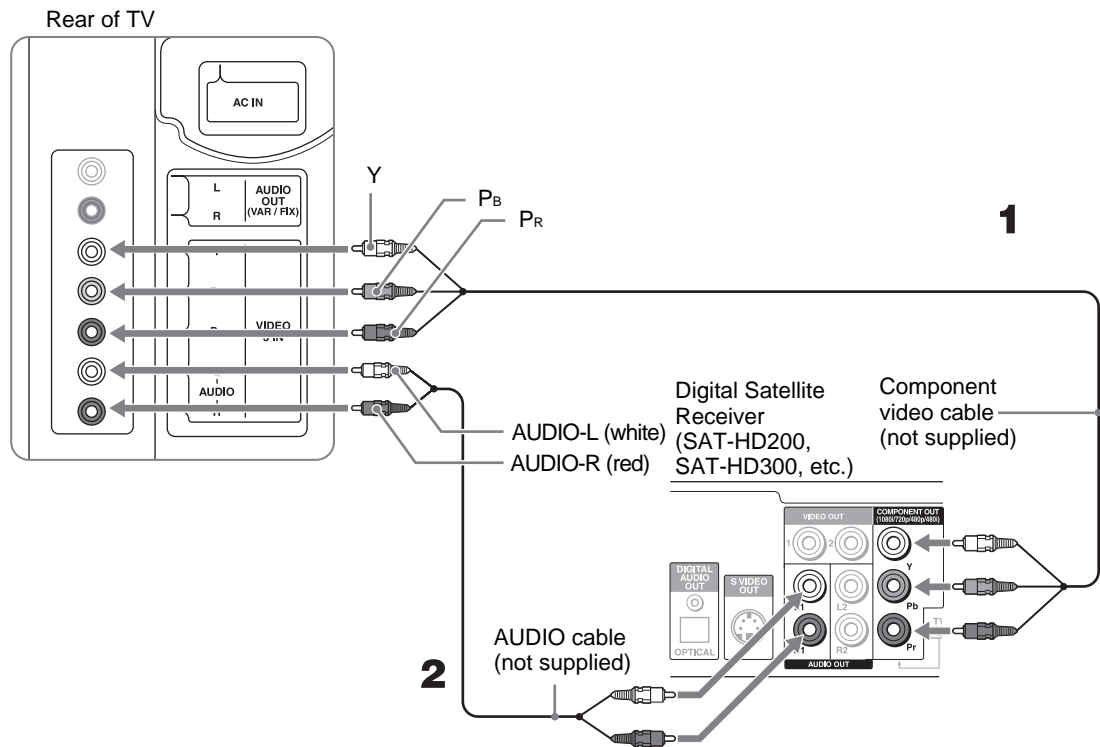 Rear of TV
AC IN
L
R
AUDIO
OUT
(VAR / FIX)
VIDEO
AUDIO
Y
PB
PR
1
AUDIO-L (white)
AUDIO-R (red)
Digital Satellite
Receiver
(SAT-HD200,
SAT-HD300, etc.)
Component
video cable
(not supplied)
VIDEO OUT
1
2
COMPONENT OUT
(1080i/720p/480p/480i)
Y
Pb
Pr
DIGITAL
AUDIO
OUT
OPTICAL
S VIDEO
OUT
L2
R2
AUDIO OUT
AUDIO cable
(not supplied)
2